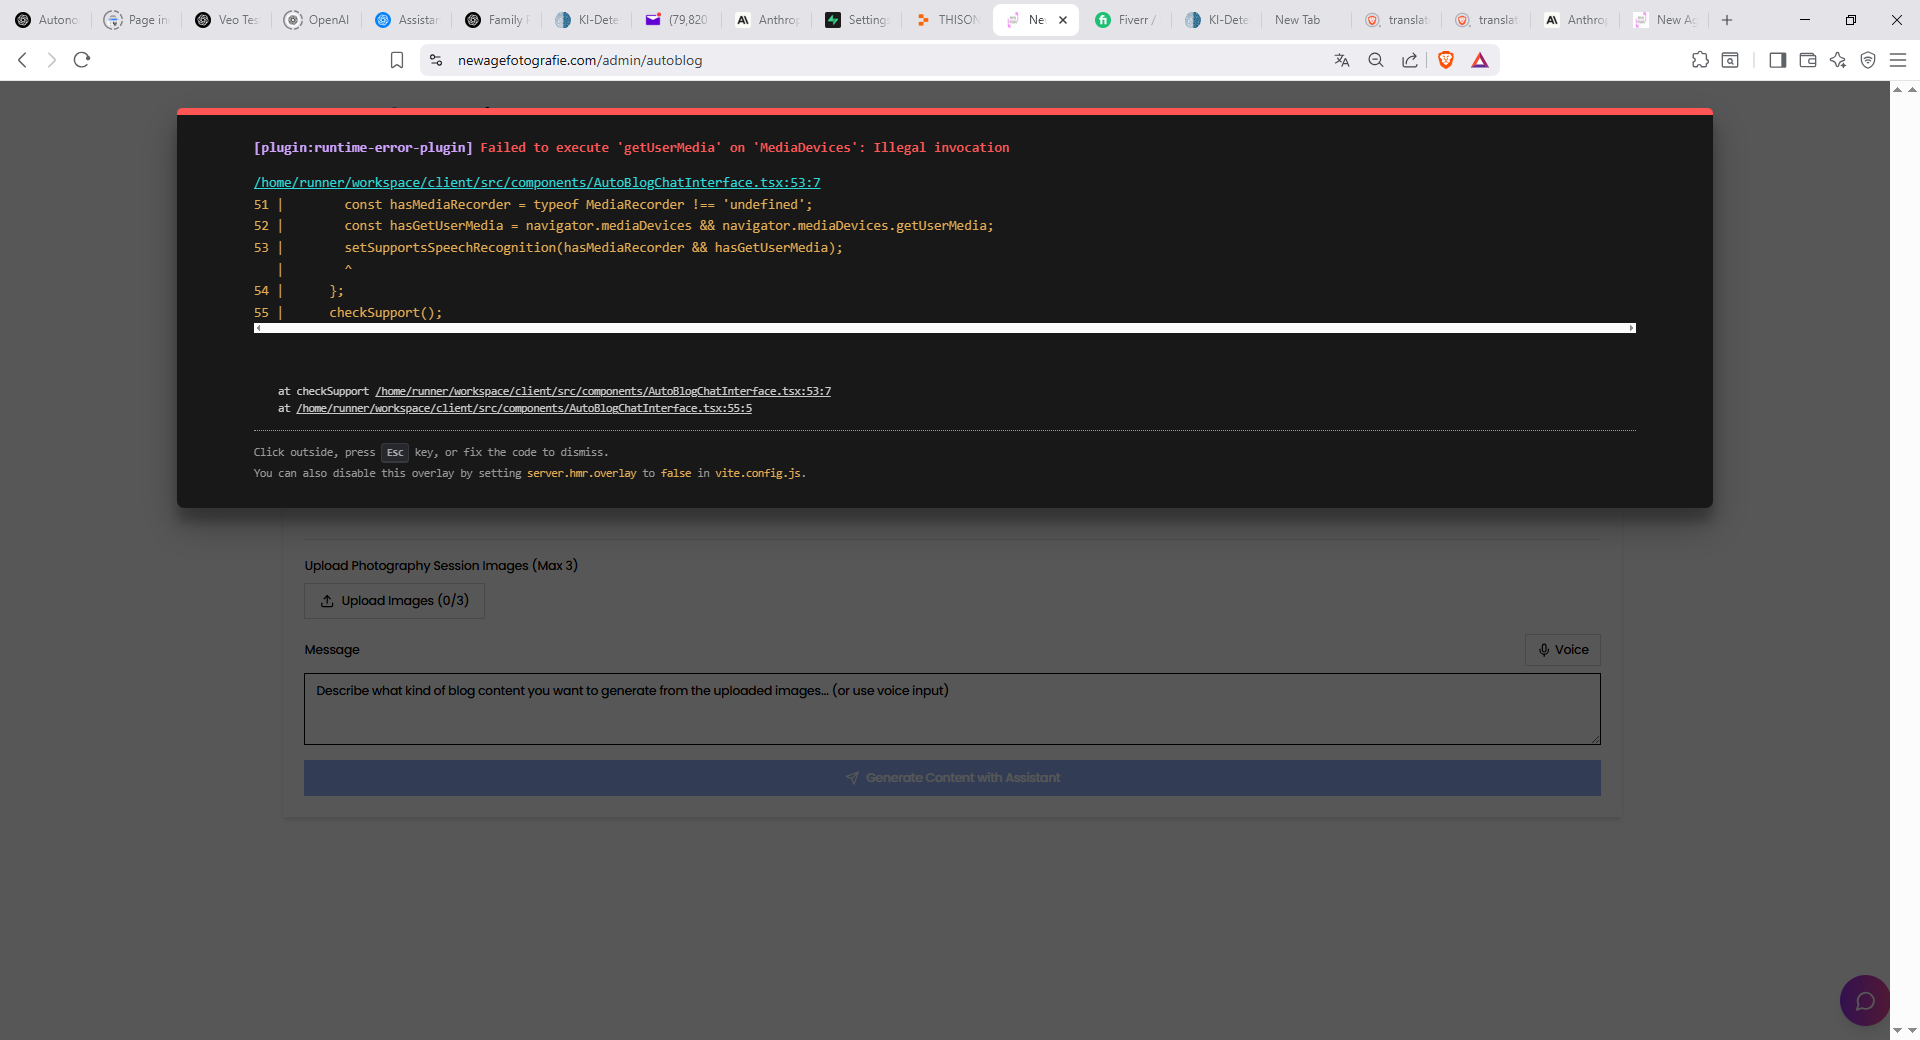 Autono
Page in
Veo Tes
OpenAI
Assistar
Family P
KI-Dete
(79,820
Anthrop
Settings
THISON
Ne
Fiverr /
KI-Dete
New Tab
translat
translat
Anthrop
New Ag
newagefotografie.com/admin/autoblog
[plugin:runtime-error-plugin] Failed to execute 'getUserMedia' on 'MediaDevices': Illegal invocation
/home/runner/workspace/client/src/components/AutoBlogChatInterface.tsx:53:7
51 |        const hasMediaRecorder = typeof MediaRecorder !== 'undefined';
52 |        const hasGetUserMedia = navigator.mediaDevices && navigator.mediaDevices.getUserMedia;
53 |        setSupportsSpeechRecognition(hasMediaRecorder && hasGetUserMedia);
   |        ^
54 |      };
55 |      checkSupport();
at checkSupport /home/runner/workspace/client/src/components/AutoBlogChatInterface.tsx:53:7
at /home/runner/workspace/client/src/components/AutoBlogChatInterface.tsx:55:5
Click outside, press Esc key, or fix the code to dismiss.
You can also disable this overlay by setting server.hmr.overlay to false in vite.config.js.
Upload Photography Session Images (Max 3)
Upload Images (0/3)
Message
Voice
Describe what kind of blog content you want to generate from the uploaded images... (or use voice input)
Generate Content with Assistant